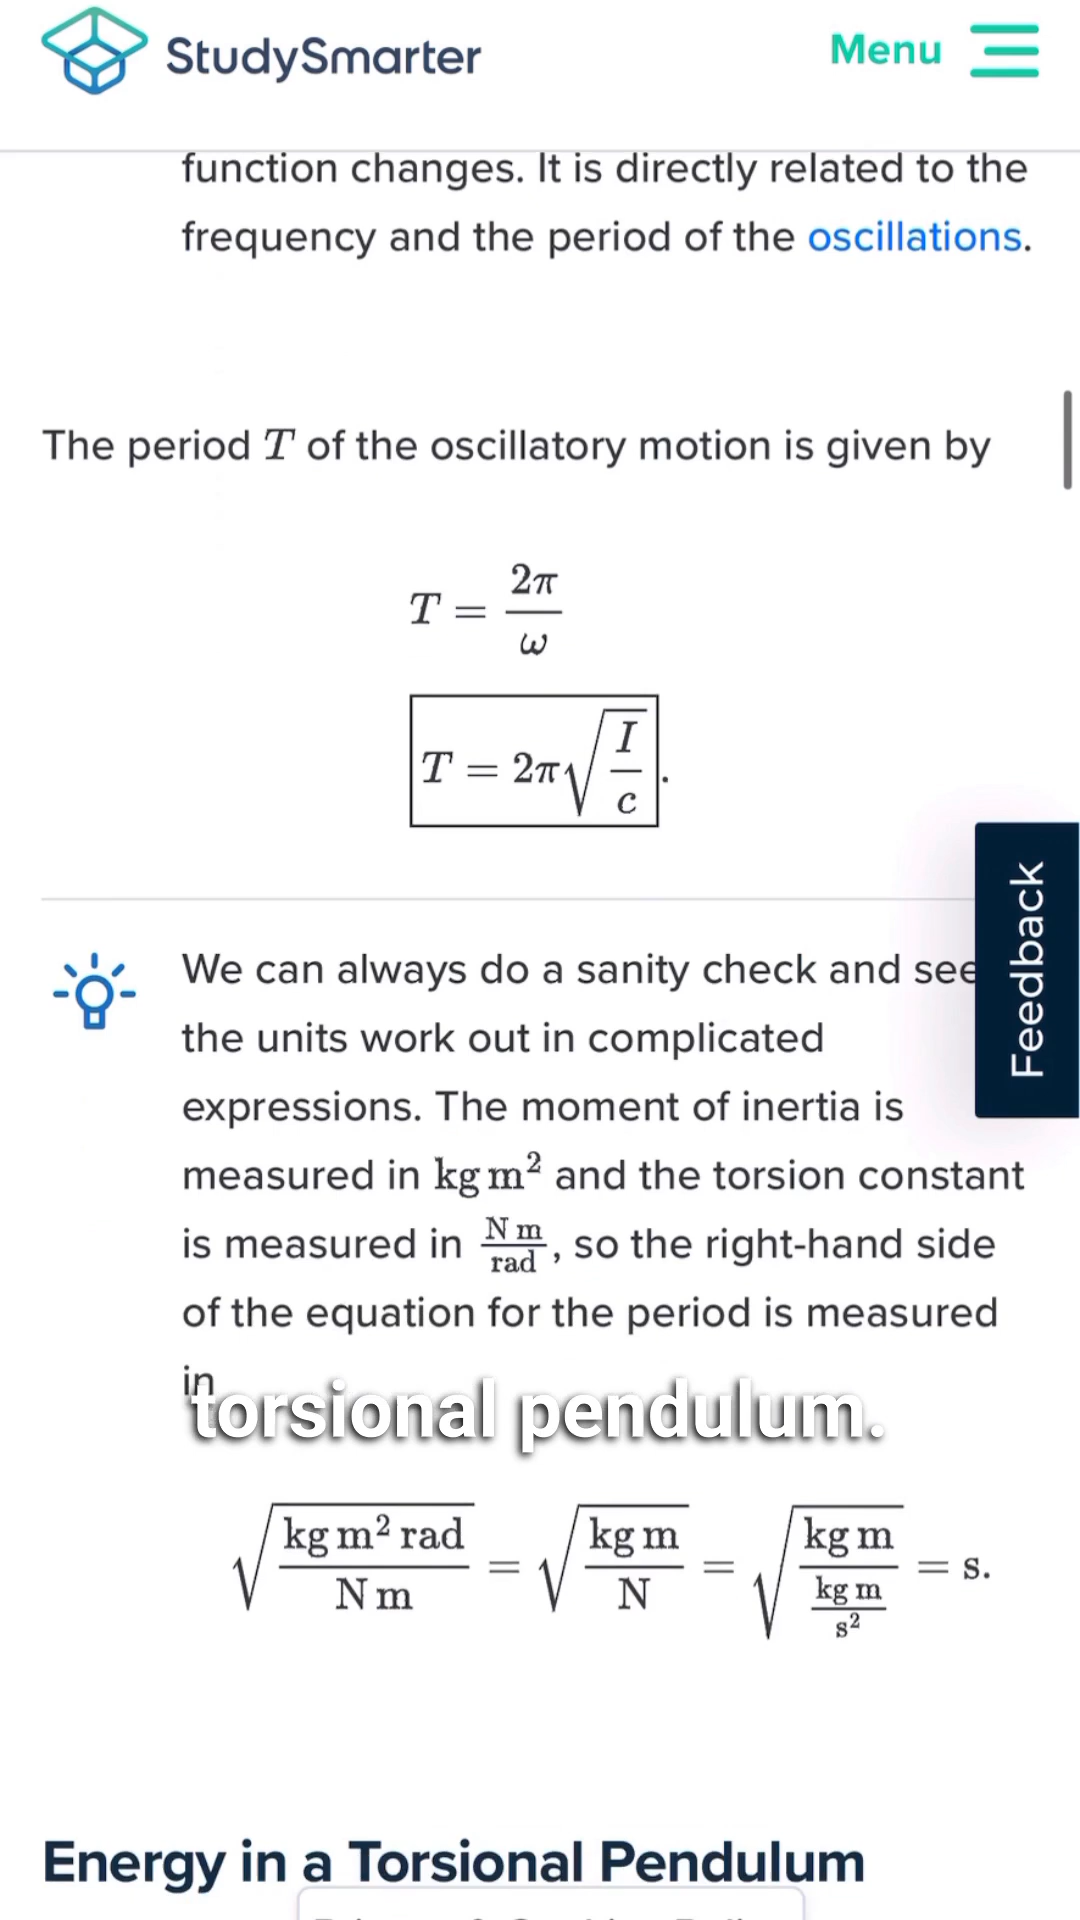 StudySmarter
Menu
function changes. It is directly related to the
frequency and the period of the oscillations.
The period T of the oscillatory motion is given by
T = 2π/ω
T = 2π√(I/c).
Feedback
We can always do a sanity check and see
the units work out in complicated
expressions. The moment of inertia is
measured in kg m² and the torsion constant
is measured in N m/rad, so the right-hand side
of the equation for the period is measured
in
torsional pendulum.
√(kg m² rad/N m) = √(kg m/N) = √(kg m/(kg m/s²)) = s.
Energy in a Torsional Pendulum